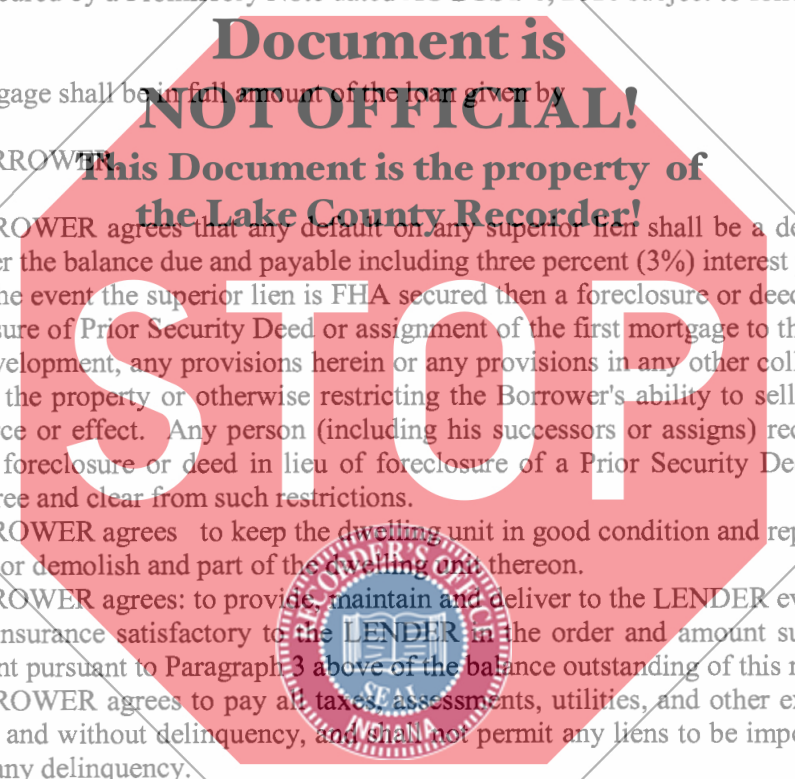 Document is
gage shall be in full amount of the loan given by
NOT OFFICIAL!
RROWER.
This Document is the property of
the Lake County Recorder!
ROWER agrees that any default on any superior lien shall be a de
er the balance due and payable including three percent (3%) interest
ne event the superior lien is FHA secured then a foreclosure or deed
sure of Prior Security Deed or assignment of the first mortgage to th
velopment, any provisions herein or any provisions in any other coll
the property or otherwise restricting the Borrower's ability to sell
STOP
ce or effect. Any person (including his successors or assigns) rec
foreclosure or deed in lieu of foreclosure of a Prior Security De
ree and clear from such restrictions.
ROWER agrees to keep the dwelling unit in good condition and rep
or demolish and part of the dwelling unit thereon.
RECORDER'S OFFICE
ROWER agrees: to provide, maintain and deliver to the LENDER ev
nsurance satisfactory to the LENDER in the order and amount su
nt pursuant to Paragraph 3 above of the balance outstanding of this
SEAL
ROWER agrees to pay all taxes, assessments, utilities, and other e
INDIANA
and without delinquency, and shall not permit any liens to be impo
any delinquency.